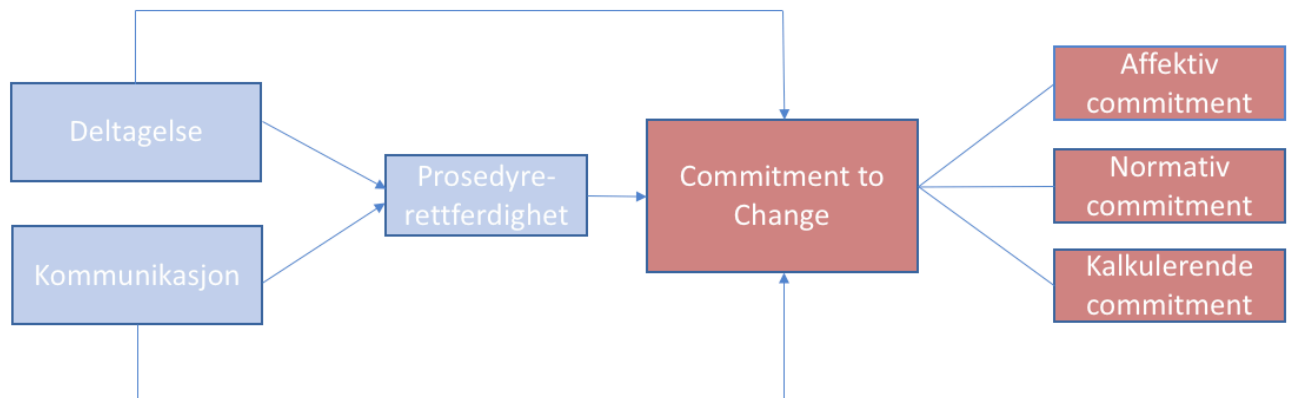 Deltagelse
Kommunikasjon
Prosedyre-
rettferdighet
Commitment to
Change
Affektiv
commitment
Normativ
commitment
Kalkulerende
commitment